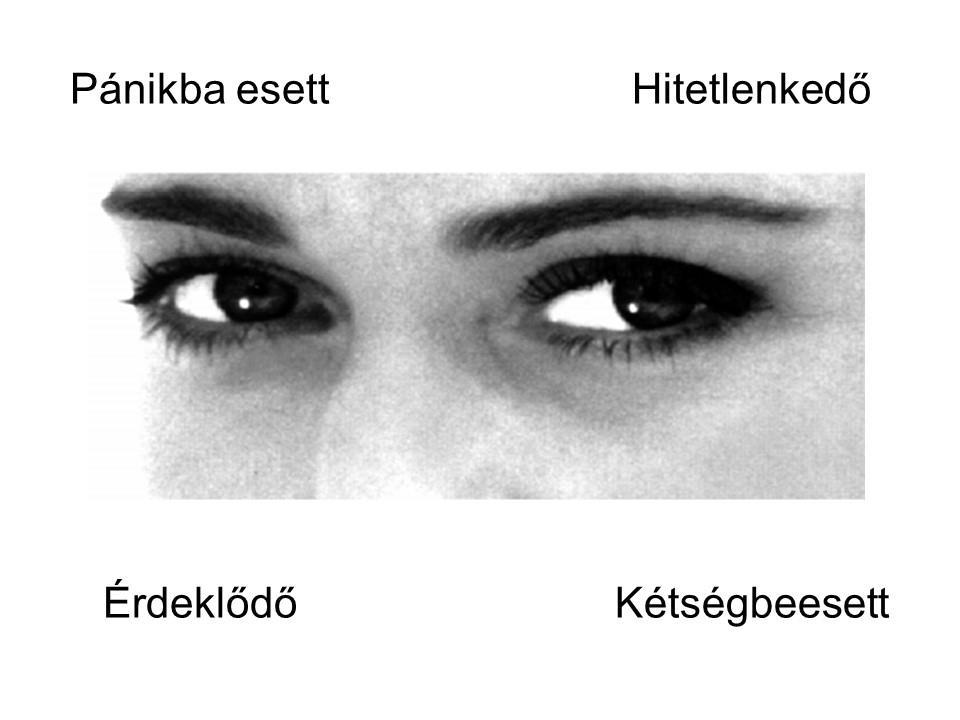 Pánikba esett Hitetlenkedő
Érdeklődő Kétségbeesett